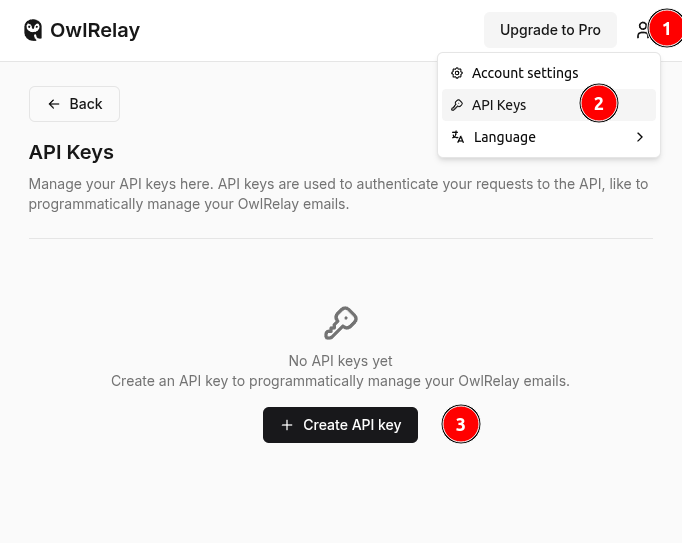 OwlRelay
Upgrade to Pro
1
Account settings
API Keys
2
Language
Back
API Keys
Manage your API keys here. API keys are used to authenticate your requests to the API, like to
programmatically manage your OwlRelay emails.
No API keys yet
Create an API key to programmatically manage your OwlRelay emails.
Create API key
3